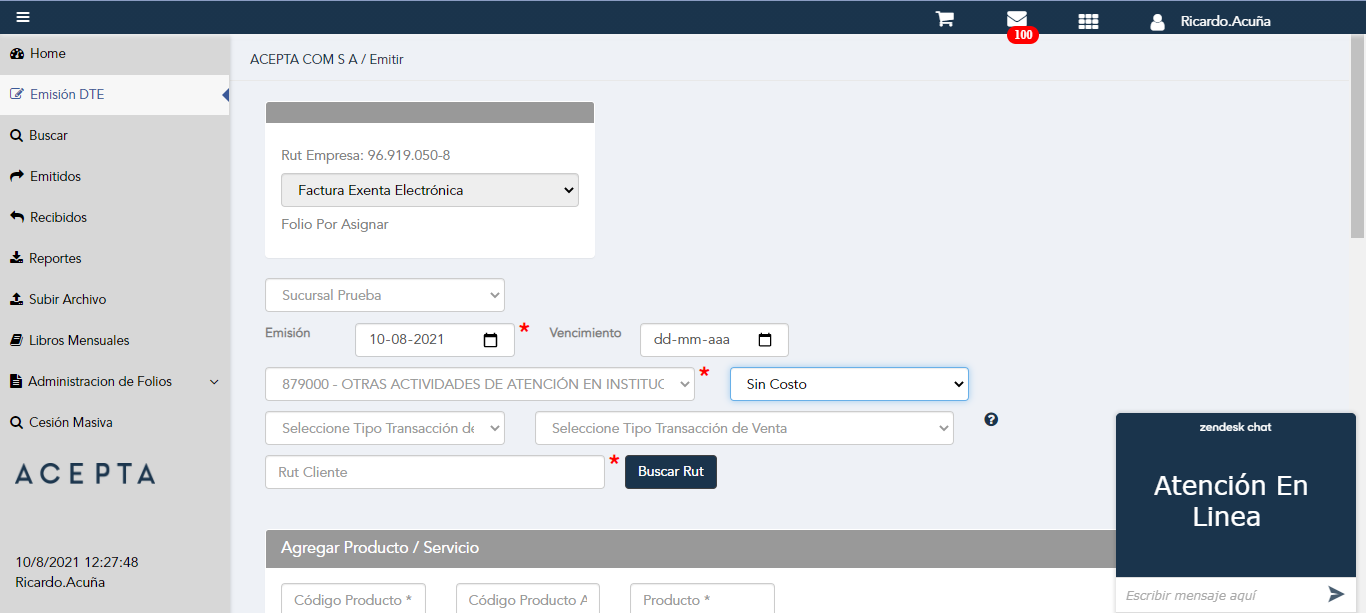 100
Ricardo.Acuña
Home
Emisión DTE
Buscar
Emitidos
Recibidos
Reportes
Subir Archivo
Libros Mensuales
Administracion de Folios
Cesión Masiva
ACEPTA
10/8/2021 12:27:48
Ricardo.Acuña
ACEPTA COM S A / Emitir
Rut Empresa: 96.919.050-8
Factura Exenta Electrónica
Folio Por Asignar
Sucursal Prueba
Emisión 10-08-2021 * Vencimiento dd-mm-aaa
879000 - OTRAS ACTIVIDADES DE ATENCIÓN EN INSTITUC * Sin Costo
Seleccione Tipo Transacción de Seleccione Tipo Transacción de Venta ?
Rut Cliente * Buscar Rut
Agregar Producto / Servicio
Código Producto * Código Producto A Producto *
zendesk chat
Atención En
Linea
Escribir mensaje aquí